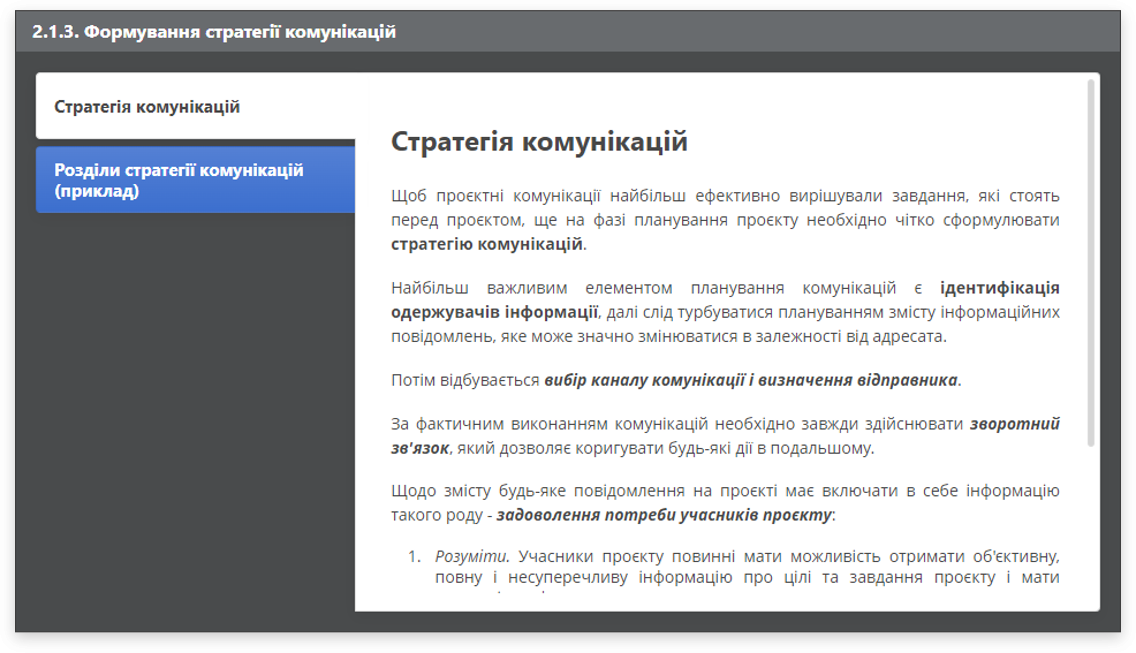 2.1.3. Формування стратегії комунікацій
Стратегія комунікацій
Розділи стратегії комунікацій
(приклад)
Стратегія комунікацій
Щоб проєктні комунікації найбільш ефективно вирішували завдання, які стоять
перед проєктом, ще на фазі планування проєкту необхідно чітко сформулювати
стратегію комунікацій.
Найбільш важливим елементом планування комунікацій є ідентифікація
одержувачів інформації, далі слід турбуватися плануванням змісту інформаційних
повідомлень, яке може значно змінюватися в залежності від адресата.
Потім відбувається вибір каналу комунікації і визначення відправника.
За фактичним виконанням комунікацій необхідно завжди здійснювати зворотний
зв'язок, який дозволяє коригувати будь-які дії в подальшому.
Щодо змісту будь-яке повідомлення на проєкті має включати в себе інформацію
такого роду - задоволення потреби учасників проєкту:
1. Розуміти. Учасники проєкту повинні мати можливість отримати об'єктивну,
повну і несуперечливу інформацію про цілі та завдання проєкту і мати